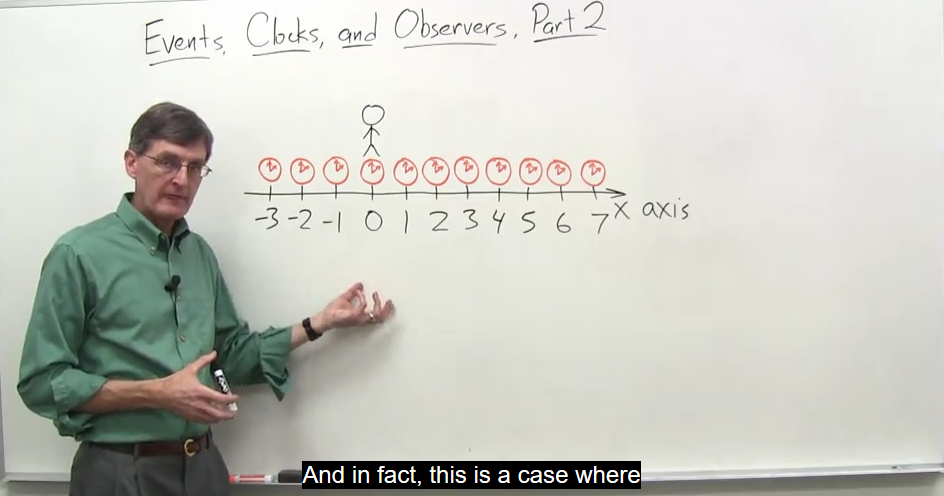 Events, Clocks, and Observers, Part 2
-3 -2 -1 0 1 2 3 4 5 6 7 x axis
And in fact, this is a case where